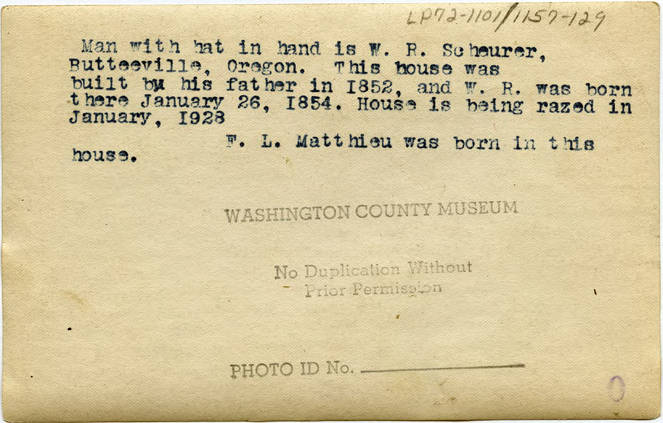 LP72-1101/1157-129
Man with hat in hand is W. R. Scheurer,
Butteeville, Oregon. This house was
built by his father in 1852, and W. R. was born
there January 26, 1854. House is being razed in
January, 1928
F. L. Matthieu was born in this
house.
WASHINGTON COUNTY MUSEUM
No Duplication Without
Prior Permission
PHOTO ID No.
0